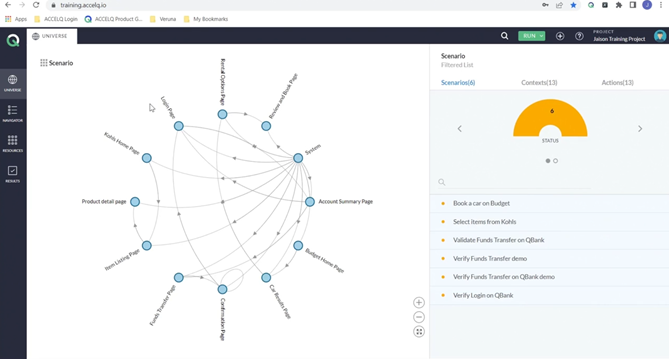 training.accelq.io
Apps
ACCELQ Login
ACCELQ Product G...
Veruna
My Bookmarks
UNIVERSE
RUN
PROJECT
Jaison Training Project
UNIVERSE
NAVIGATOR
RESOURCES
RESULTS
Scenario
Rental Options Page
Review and Book Page
Login Page
System
Kohls Home Page
Product detail page
Account Summary Page
Item Listing Page
Budget Home Page
Funds Transfer Page
Confirmation Page
Car Results Page
Scenario
Filtered List
Scenarios(6)
Contexts(13)
Actions(13)
6
STATUS
Book a car on Budget
Select items from Kohls
Validate Funds Transfer on QBank
Verify Funds Transfer demo
Verify Funds Transfer on QBank demo
Verify Login on QBank